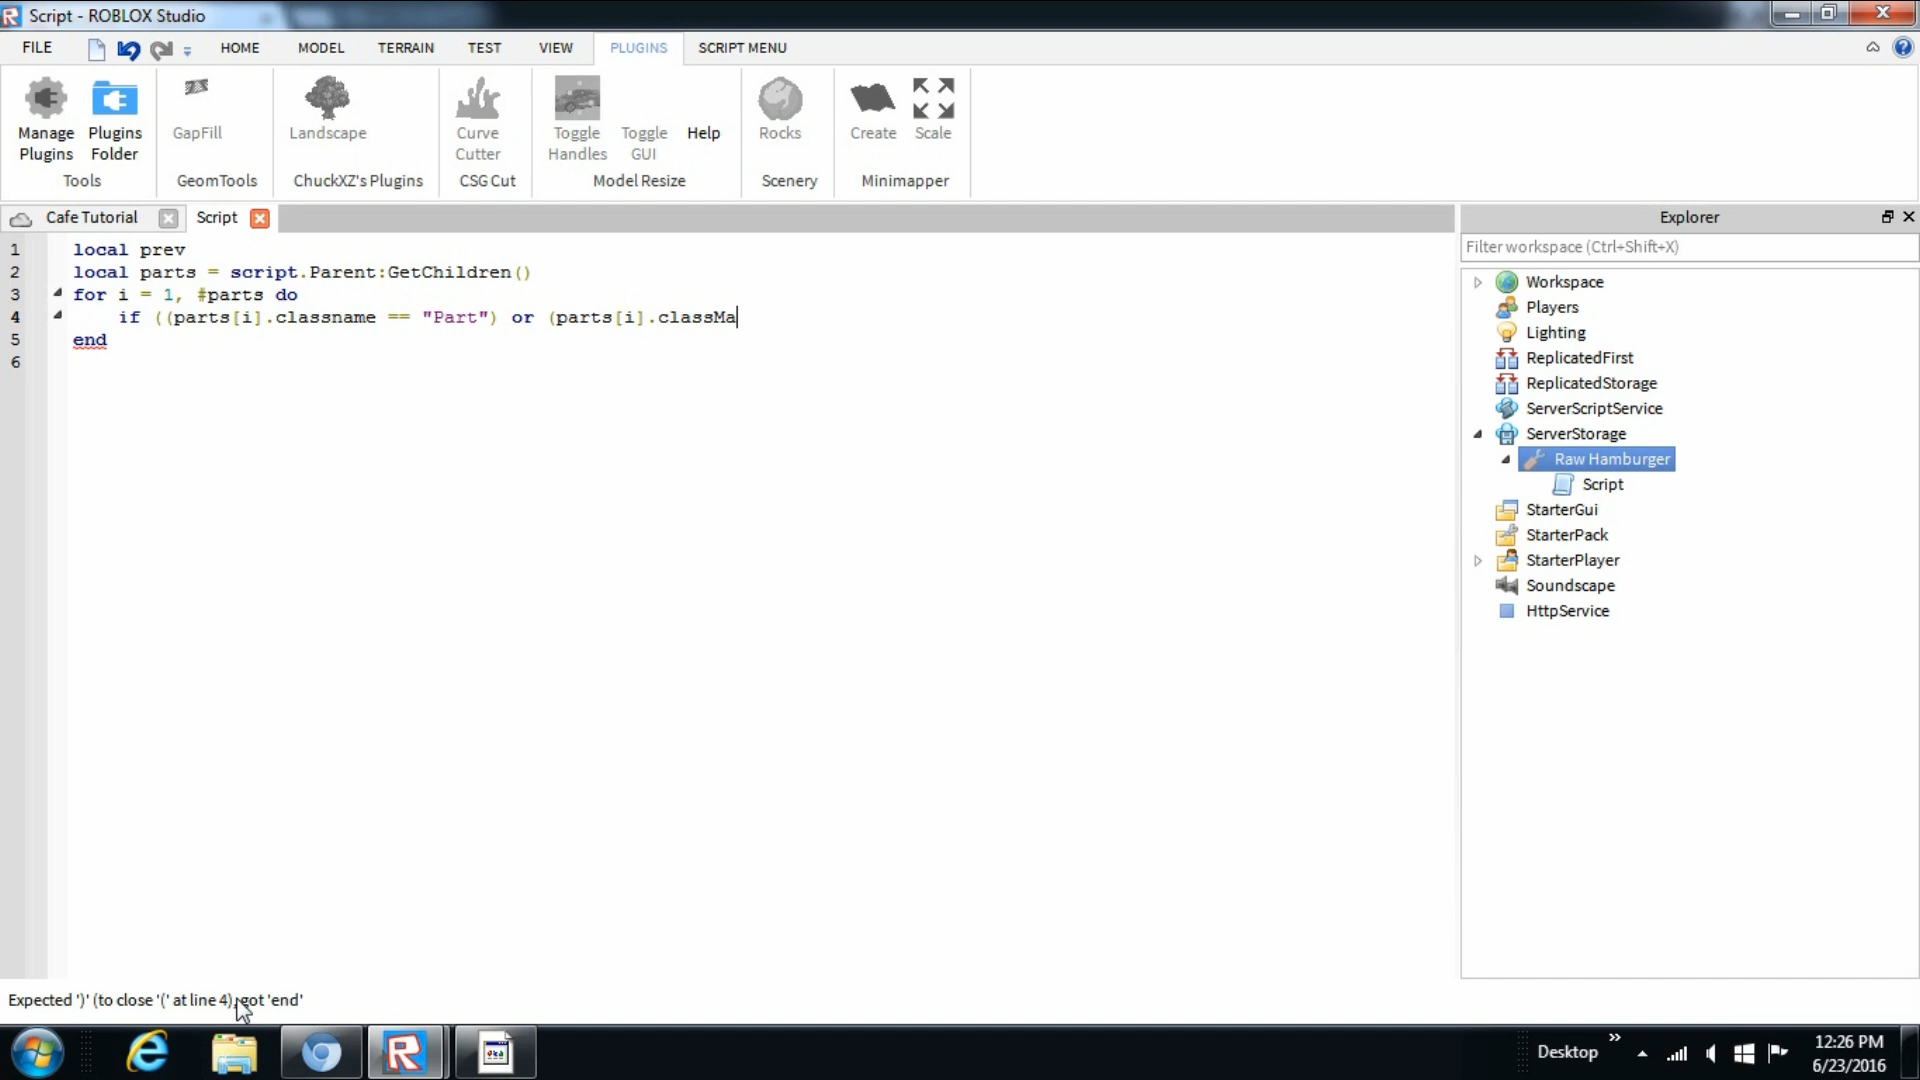 Script - ROBLOX Studio
FILE HOME MODEL TERRAIN TEST VIEW PLUGINS SCRIPT MENU
Manage Plugins
Plugins Folder
GapFill
Landscape
Curve Cutter
Toggle Handles
Toggle GUI
Help
Rocks
Create
Scale
Tools
GeomTools
ChuckXZ's Plugins
CSG Cut
Model Resize
Scenery
Minimapper
Cafe Tutorial
Script
1 local prev
2 local parts = script.Parent:GetChildren()
3 for i = 1, #parts do
4 if ((parts[i].classname == "Part") or (parts[i].classMa
5 end
6
Explorer
Filter workspace (Ctrl+Shift+X)
Workspace
Players
Lighting
ReplicatedFirst
ReplicatedStorage
ServerScriptService
ServerStorage
Raw Hamburger
Script
StarterGui
StarterPack
StarterPlayer
Soundscape
HttpService
Expected ')' (to close '(' at line 4), got 'end'
Desktop
12:26 PM
6/23/2016